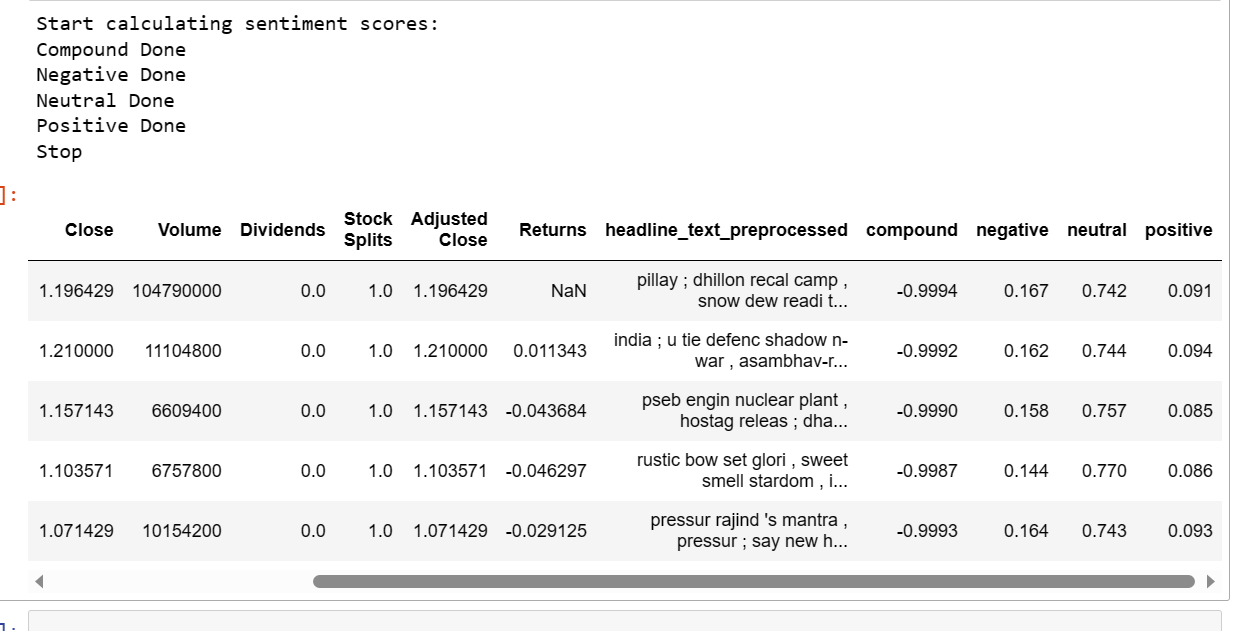 Start calculating sentiment scores:
Compound Done
Negative Done
Neutral Done
Positive Done
Stop
]:
Close Volume Dividends Stock Splits Adjusted Close Returns headline_text_preprocessed compound negative neutral positive
1.196429 104790000 0.0 1.0 1.196429 NaN pillay ; dhillon recal camp , snow dew readi t... -0.9994 0.167 0.742 0.091
1.210000 11104800 0.0 1.0 1.210000 0.011343 india ; u tie defenc shadow n-war , asambhav-r... -0.9992 0.162 0.744 0.094
1.157143 6609400 0.0 1.0 1.157143 -0.043684 pseb engin nuclear plant , hostag releas ; dha... -0.9990 0.158 0.757 0.085
1.103571 6757800 0.0 1.0 1.103571 -0.046297 rustic bow set glori , sweet smell stardom , i... -0.9987 0.144 0.770 0.086
1.071429 10154200 0.0 1.0 1.071429 -0.029125 pressur rajind 's mantra , pressur ; say new h... -0.9993 0.164 0.743 0.093
]: